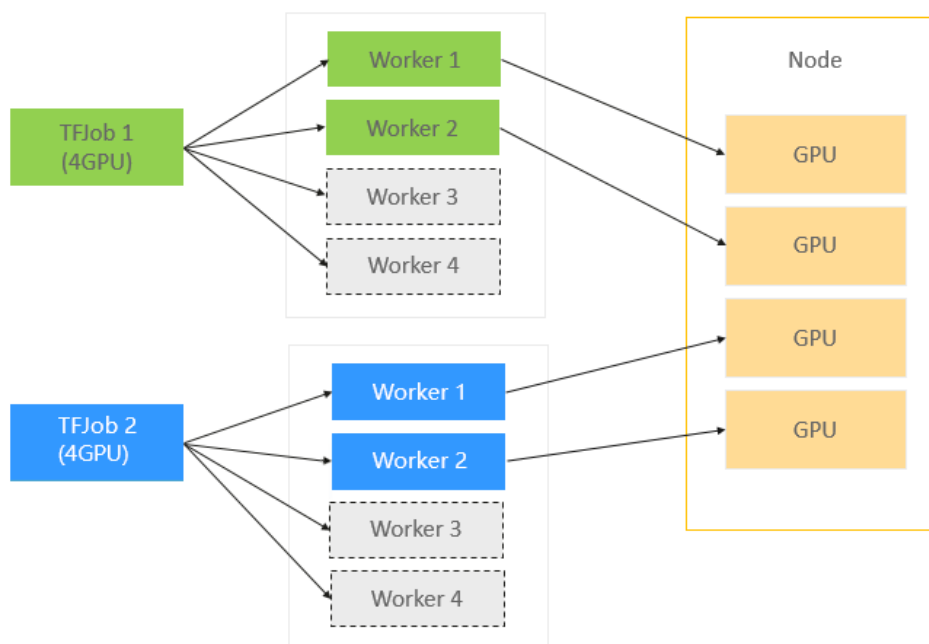 TFJob 1
(4GPU)
Worker 1
Worker 2
Worker 3
Worker 4
TFJob 2
(4GPU)
Worker 1
Worker 2
Worker 3
Worker 4
Node
GPU
GPU
GPU
GPU